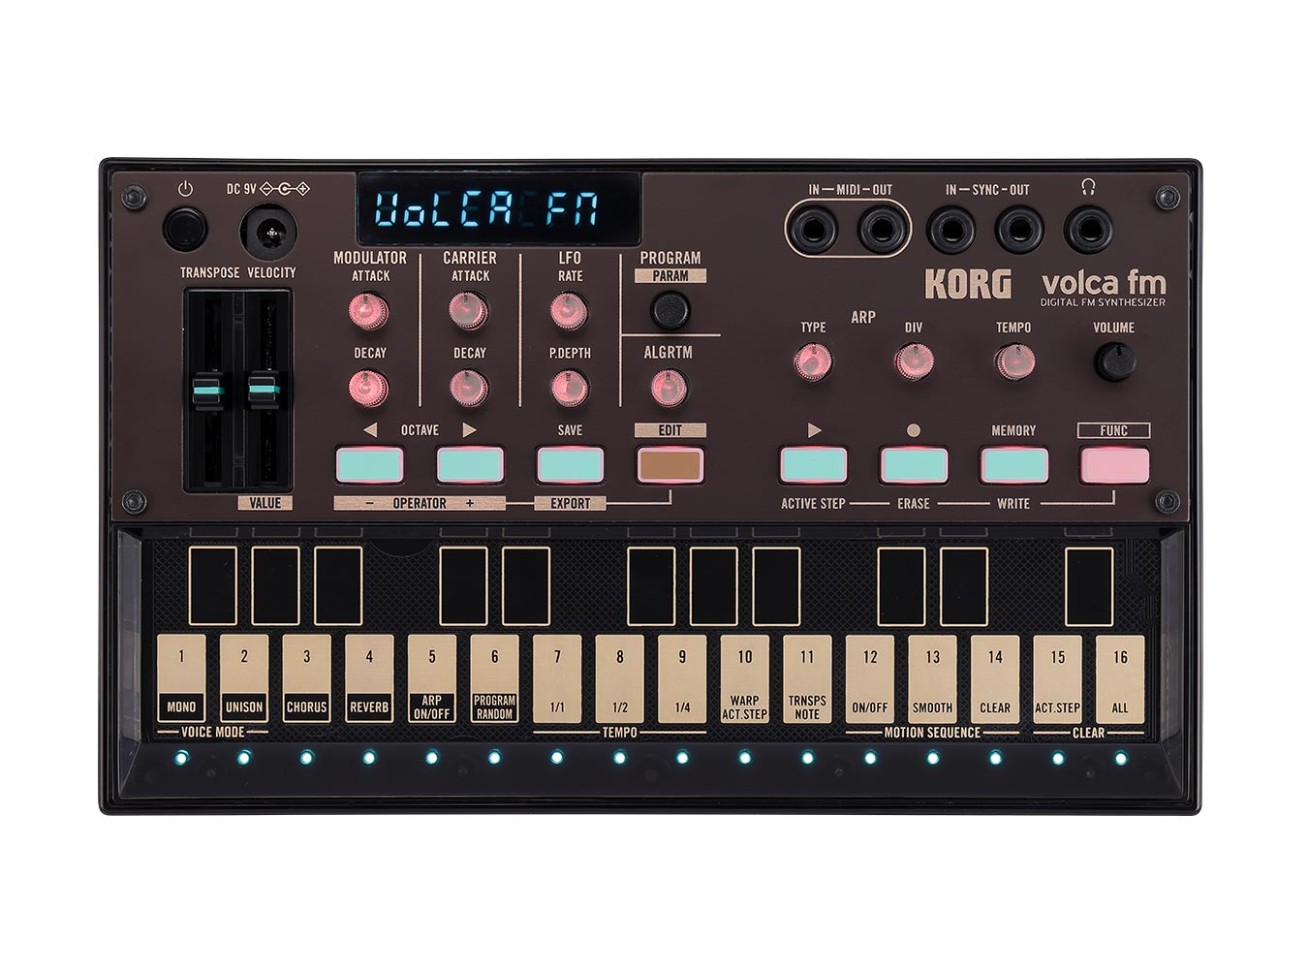 DC 9V
VoLCA FM
IN — MIDI — OUT
IN — SYNC — OUT
TRANSPOSE VELOCITY
MODULATOR
ATTACK
CARRIER
ATTACK
LFO
RATE
PROGRAM
PARAM
KORG
volca fm
DIGITAL FM SYNTHESIZER
DECAY
DECAY
P.DEPTH
ALGRTM
ARP
TYPE
DIV
TEMPO
VOLUME
OCTAVE
SAVE
EDIT
MEMORY
FUNC
VALUE
- OPERATOR +
EXPORT
ACTIVE STEP
ERASE
WRITE
1 2 3 4 5 6 7 8 9 10 11 12 13 14 15 16
MONO
UNISON
CHORUS
REVERB
ARP
ON/OFF
PROGRAM
RANDOM
1/1
1/2
1/4
WARP
ACT.STEP
TRNSPS
NOTE
ON/OFF
SMOOTH
CLEAR
ACT.STEP
ALL
VOICE MODE
TEMPO
MOTION SEQUENCE
CLEAR